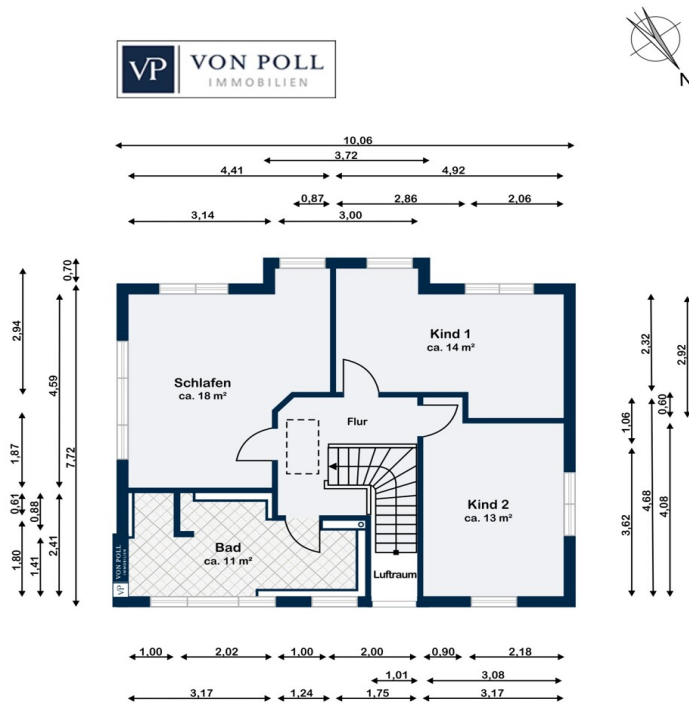 VP VON POLL
IMMOBILIEN
N
10,06
3,72
4,41 4,92
0,87 2,86 2,06
3,14 3,00
0,70
2,94
4,59
7,72
1,87
0,61
0,88
2,41
1,80
1,41
Kind 1
ca. 14 m²
Schlafen
ca. 18 m²
Flur
Kind 2
ca. 13 m²
Bad
ca. 11 m²
Luftraum
2,32
2,92
0,60
1,06
4,68
4,08
3,62
VP VON POLL
IMMOBILIEN
1,00 2,02 1,00 2,00 0,90 2,18
1,01 3,08
3,17 1,24 1,75 3,17